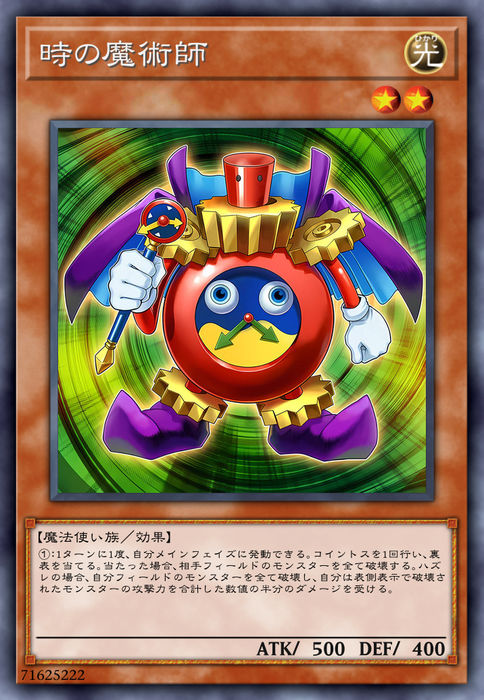 時の魔術師
ひかり
光
【魔法使い族／効果】
①:1ターンに1度、自分メインフェイズに発動できる。コイントスを1回行い、裏
表を当てる。当たった場合、相手フィールドのモンスターを全て破壊する。ハズ
レの場合、自分フィールドのモンスターを全て破壊し、自分は表側表示で破壊さ
れたモンスターの攻撃力を合計した数値の半分のダメージを受ける。
ATK/ 500 DEF/ 400
71625222